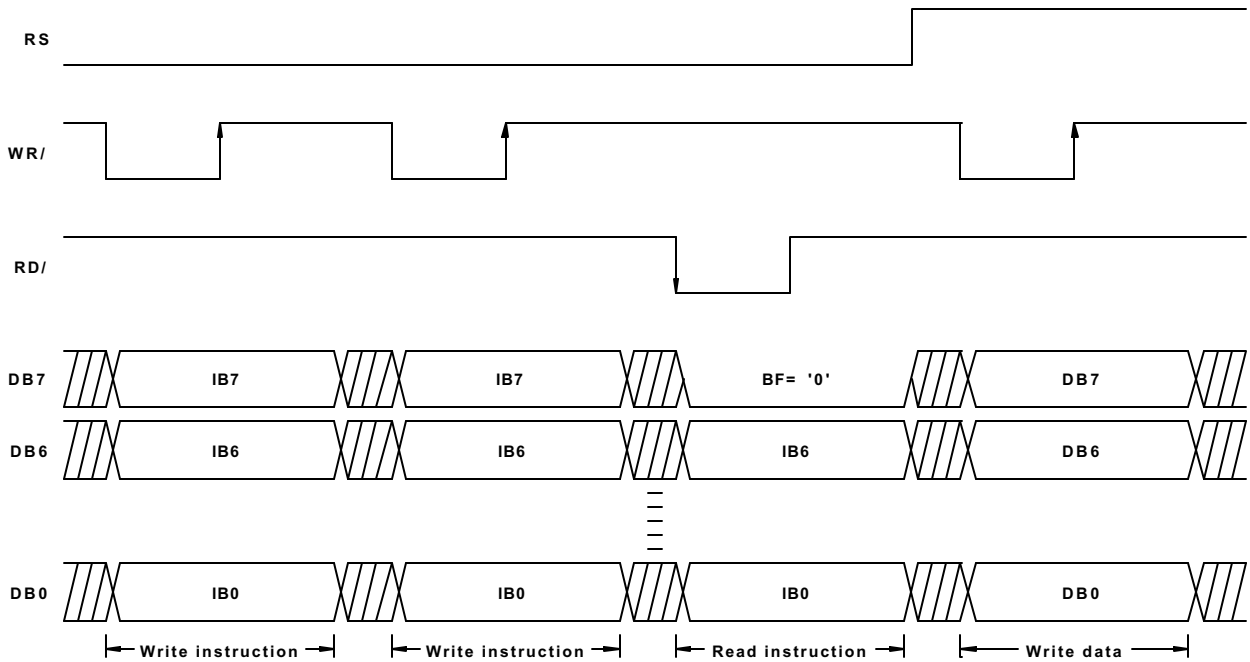 RS
WR/
RD/
DB7 IB7 IB7 BF= '0' DB7
DB6 IB6 IB6 IB6 DB6
DB0 IB0 IB0 IB0 DB0
Write instruction Write instruction Read instruction Write data